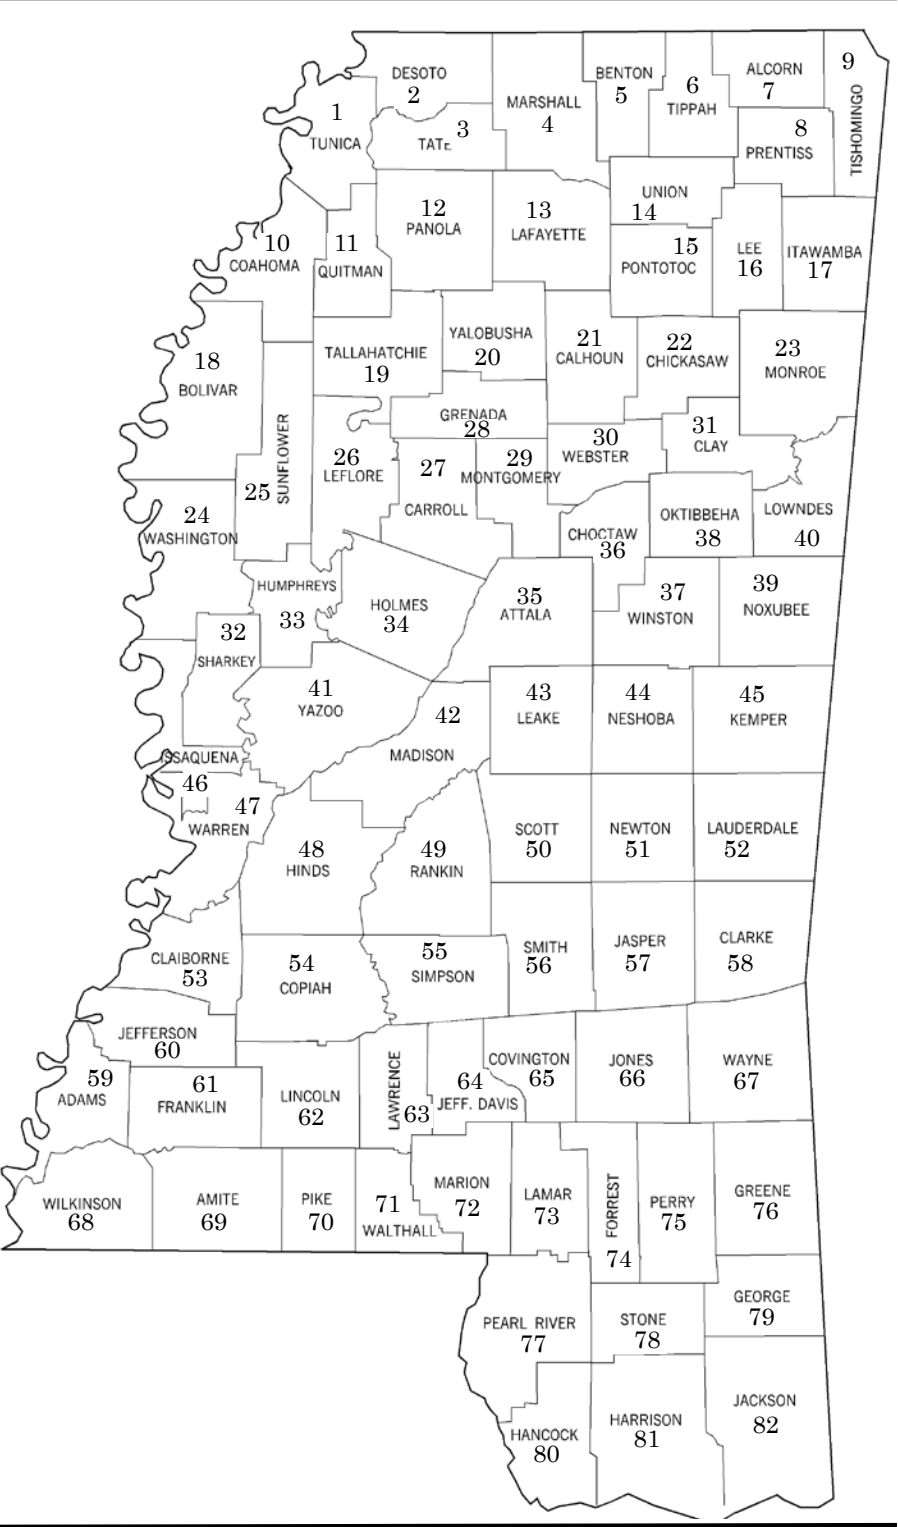 DESOTO
2
1
TUNICA
TATE
3
MARSHALL
4
BENTON
5
6
TIPPAH
ALCORN
7
9
TISHOMINGO
8
PRENTISS
10
COAHOMA
11
QUITMAN
12
PANOLA
13
LAFAYETTE
UNION
14
15
PONTOTOC
LEE
16
ITAWAMBA
17
18
BOLIVAR
TALLAHATCHIE
19
YALOBUSHA
20
21
CALHOUN
22
CHICKASAW
23
MONROE
24
WASHINGTON
25
SUNFLOWER
26
LEFLORE
27
CARROLL
GRENADA
28
29
MONTGOMERY
30
WEBSTER
31
CLAY
32
SHARKEY
HUMPHREYS
33
HOLMES
34
35
ATTALA
CHOCTAW
36
37
WINSTON
OKTIBBEHA
38
39
NOXUBEE
LOWNDES
40
41
YAZOO
42
MADISON
43
LEAKE
44
NESHOBA
45
KEMPER
ISSAQUENA
46
47
WARREN
48
HINDS
49
RANKIN
SCOTT
50
NEWTON
51
LAUDERDALE
52
CLAIBORNE
53
54
COPIAH
55
SIMPSON
SMITH
56
JASPER
57
CLARKE
58
59
ADAMS
JEFFERSON
60
61
FRANKLIN
LINCOLN
62
LAWRENCE
63
64
JEFF. DAVIS
COVINGTON
65
JONES
66
WAYNE
67
WILKINSON
68
AMITE
69
PIKE
70
71
WALTHALL
MARION
72
LAMAR
73
FORREST
74
PERRY
75
GREENE
76
PEARL RIVER
77
STONE
78
GEORGE
79
HANCOCK
80
HARRISON
81
JACKSON
82